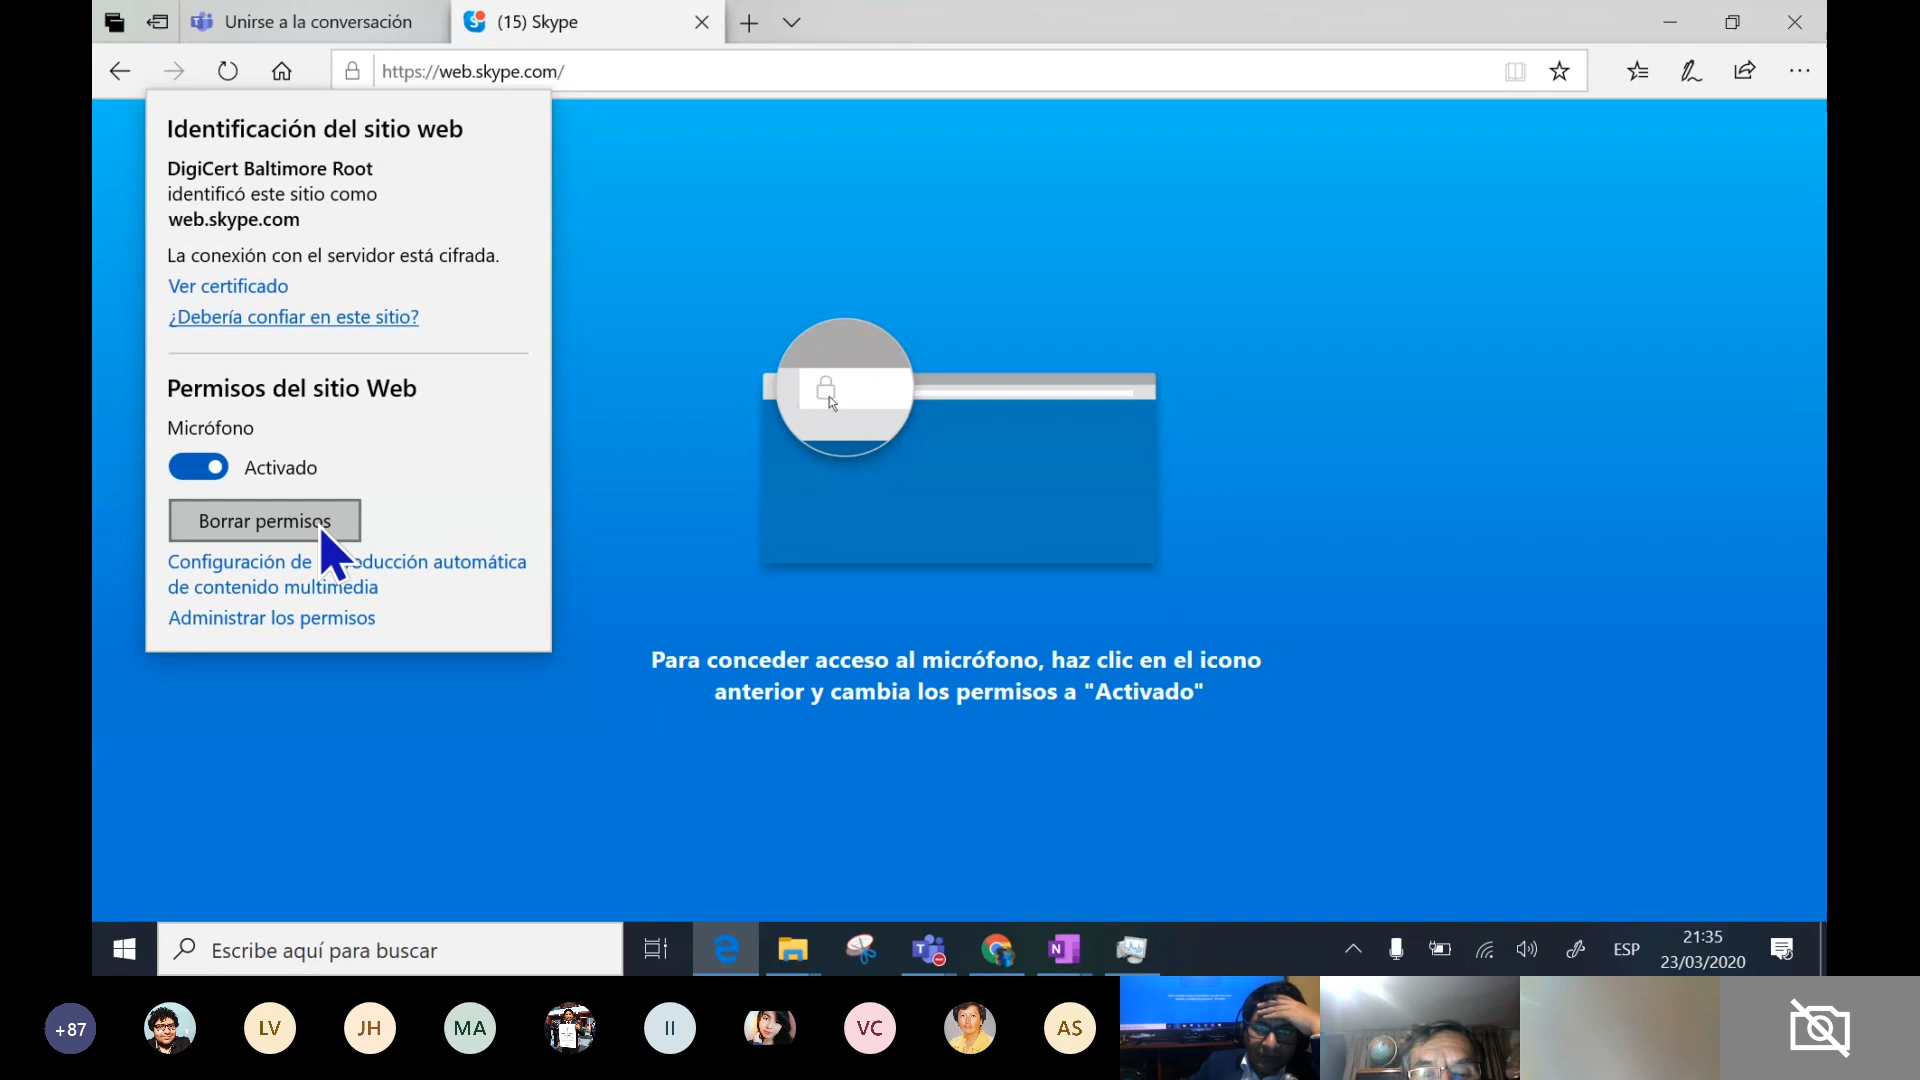 Unirse a la conversación
(15) Skype
https://web.skype.com/
Identificación del sitio web
DigiCert Baltimore Root
identificó este sitio como
web.skype.com
La conexión con el servidor está cifrada.
Ver certificado
¿Debería confiar en este sitio?
Permisos del sitio Web
Micrófono
Activado
Borrar permisos
Configuración de oducción automática
de contenido multimedia
Administrar los permisos
Para conceder acceso al micrófono, haz clic en el icono
anterior y cambia los permisos a "Activado"
Escribe aquí para buscar
ESP
21:35
23/03/2020
+87
LV
JH
MA
II
VC
AS